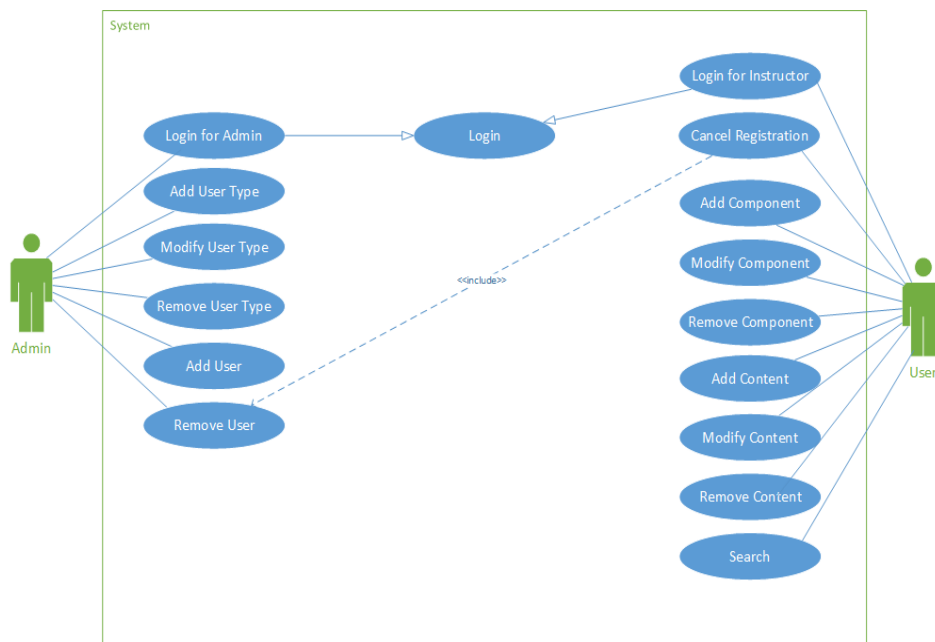 System
Login for Instructor
Login for Admin
Login
Cancel Registration
Add User Type
Add Component
Modify User Type
Modify Component
<<include>>
Remove User Type
Remove Component
Admin
Add User
User
Add Content
Remove User
Modify Content
Remove Content
Search